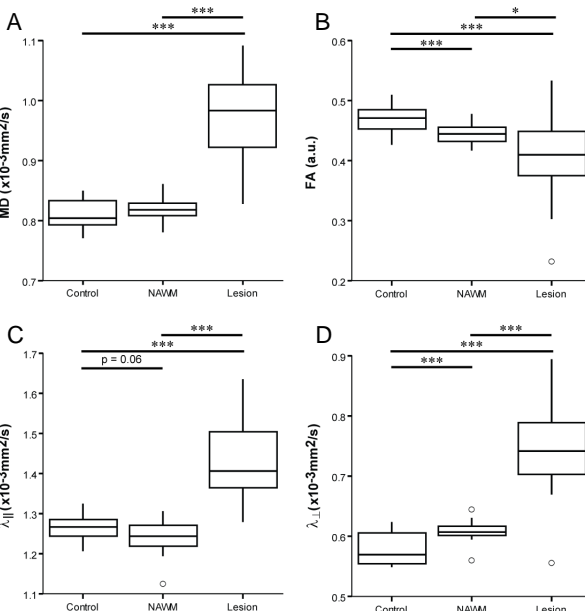 A
***
***
MD (x10-3mm2/s)
1.1
1.0
0.9
0.8
0.7
Control NAWM Lesion
B
*
***
***
FA (a.u.)
0.6
0.5
0.4
0.3
0.2
Control NAWM Lesion
C
***
***
p = 0.06
λ|| (x10-3mm2/s)
1.7
1.6
1.5
1.4
1.3
1.2
1.1
Control NAWM Lesion
D
***
***
***
λ⊥ (x10-3mm2/s)
0.9
0.8
0.7
0.6
0.5
Control NAWM Lesion